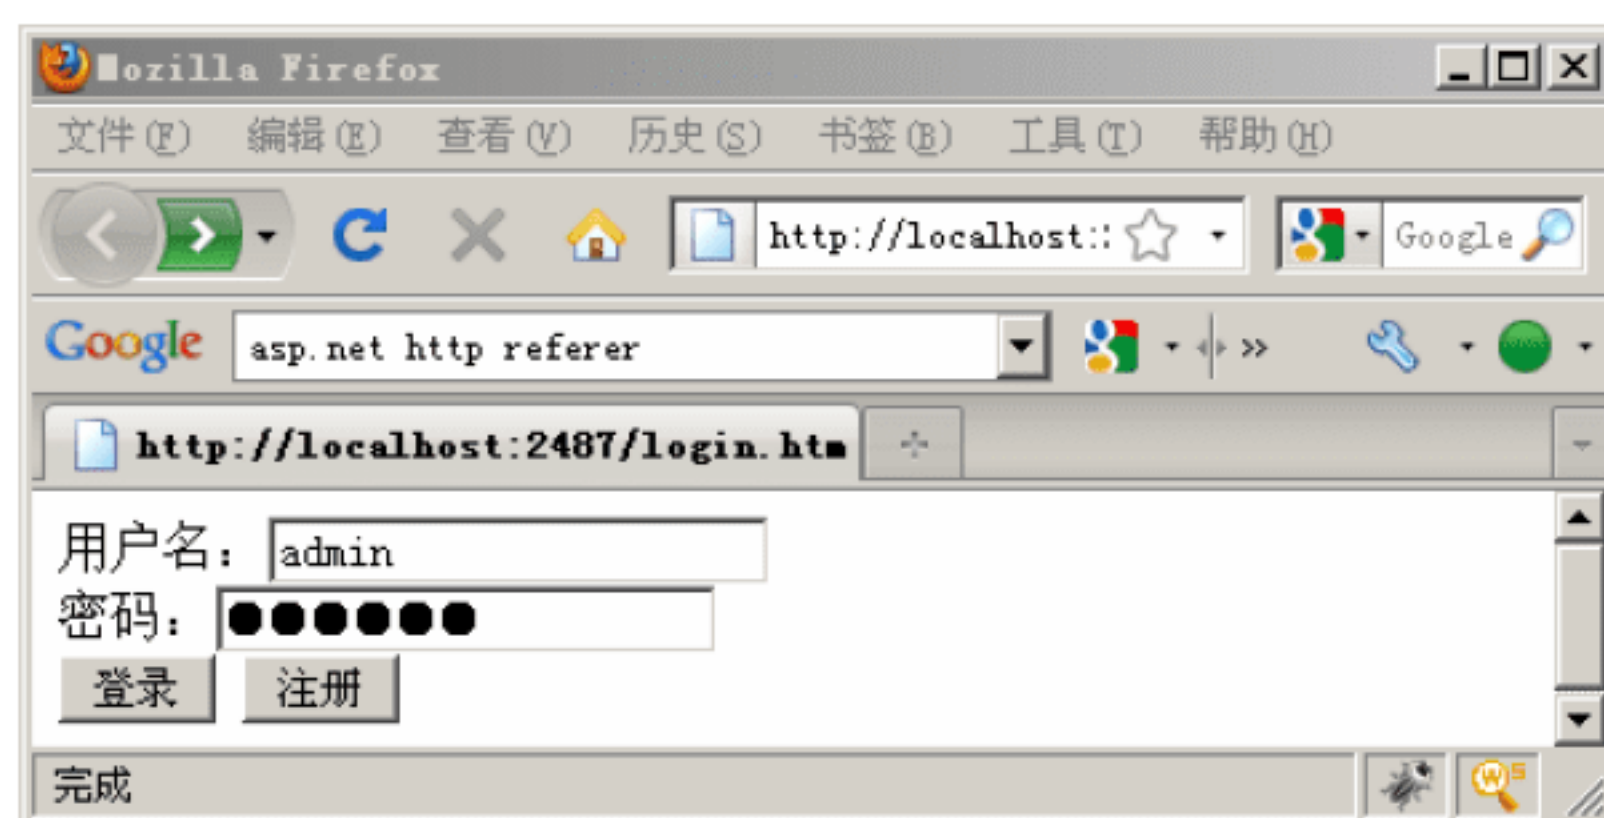 Mozilla Firefox
文件(F) 编辑(E) 查看(V) 历史(S) 书签(B) 工具(T) 帮助(H)
http://localhost: Google
Google asp.net http referer
http://localhost:2487/login.htm
用户名： admin
密码： ●●●●●●
登录 注册
完成